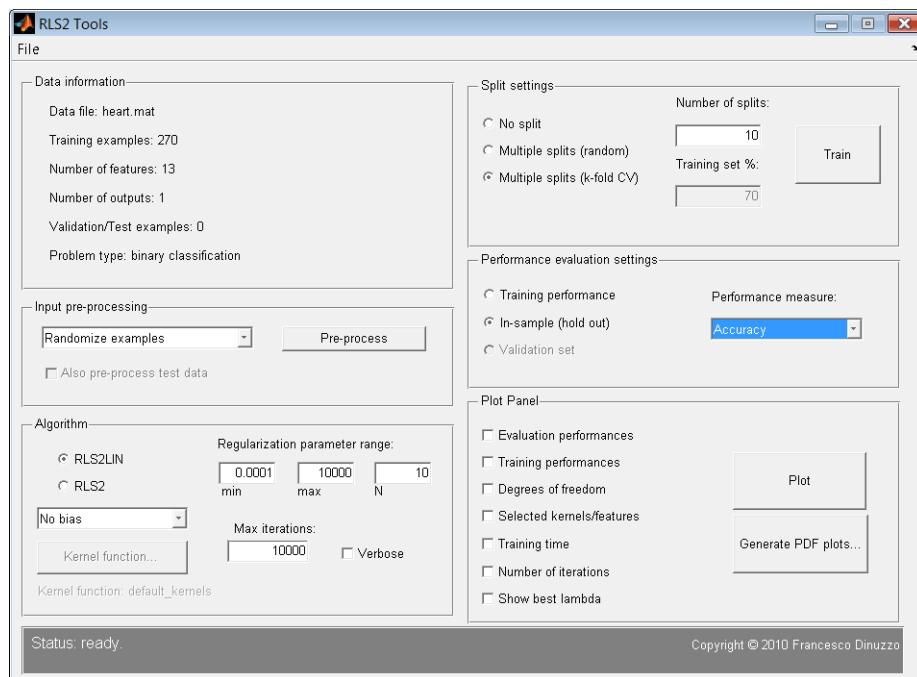 RLS2 Tools
File
Data information
Data file: heart.mat
Training examples: 270
Number of features: 13
Number of outputs: 1
Validation/Test examples: 0
Problem type: binary classification
Input pre-processing
Randomize examples
Pre-process
Also pre-process test data
Algorithm
RLS2LIN
RLS2
No bias
Kernel function...
Kernel function: default_kernels
Regularization parameter range:
0.0001 10000 10
min max N
Max iterations:
10000
Verbose
Split settings
No split
Multiple splits (random)
Multiple splits (k-fold CV)
Number of splits:
10
Training set %:
70
Train
Performance evaluation settings
Training performance
In-sample (hold out)
Validation set
Performance measure:
Accuracy
Plot Panel
Evaluation performances
Training performances
Degrees of freedom
Selected kernels/features
Training time
Number of iterations
Show best lambda
Plot
Generate PDF plots...
Status: ready.
Copyright © 2010 Francesco Dinuzzo